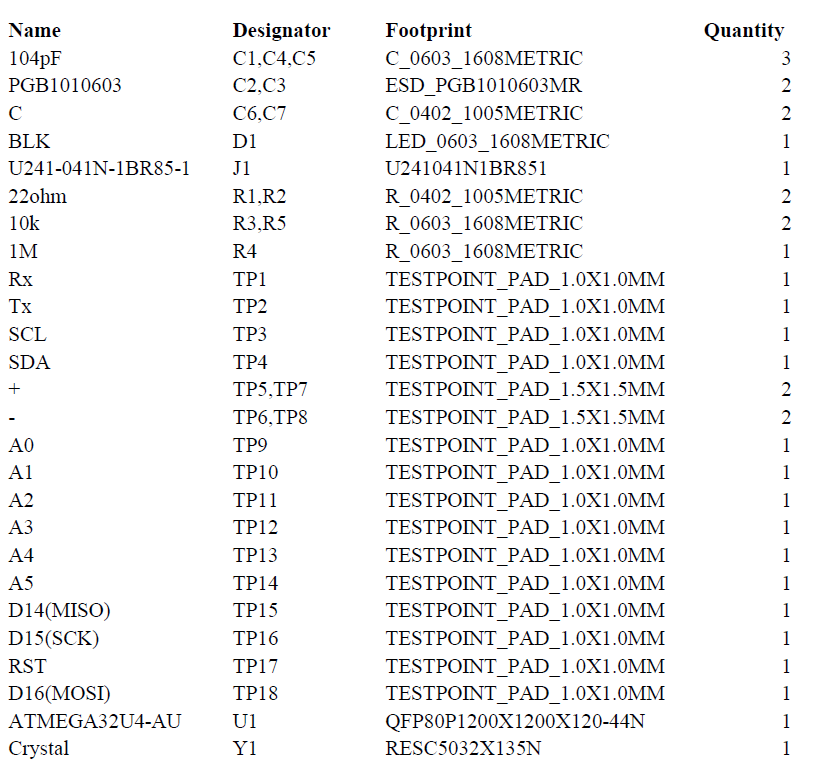 Name Designator Footprint Quantity
104pF C1,C4,C5 C_0603_1608METRIC 3
PGB1010603 C2,C3 ESD_PGB1010603MR 2
C C6,C7 C_0402_1005METRIC 2
BLK D1 LED_0603_1608METRIC 1
U241-041N-1BR85-1 J1 U241041N1BR851 1
22ohm R1,R2 R_0402_1005METRIC 2
10k R3,R5 R_0603_1608METRIC 2
1M R4 R_0603_1608METRIC 1
Rx TP1 TESTPOINT_PAD_1.0X1.0MM 1
Tx TP2 TESTPOINT_PAD_1.0X1.0MM 1
SCL TP3 TESTPOINT_PAD_1.0X1.0MM 1
SDA TP4 TESTPOINT_PAD_1.0X1.0MM 1
+ TP5,TP7 TESTPOINT_PAD_1.5X1.5MM 2
- TP6,TP8 TESTPOINT_PAD_1.5X1.5MM 2
A0 TP9 TESTPOINT_PAD_1.0X1.0MM 1
A1 TP10 TESTPOINT_PAD_1.0X1.0MM 1
A2 TP11 TESTPOINT_PAD_1.0X1.0MM 1
A3 TP12 TESTPOINT_PAD_1.0X1.0MM 1
A4 TP13 TESTPOINT_PAD_1.0X1.0MM 1
A5 TP14 TESTPOINT_PAD_1.0X1.0MM 1
D14(MISO) TP15 TESTPOINT_PAD_1.0X1.0MM 1
D15(SCK) TP16 TESTPOINT_PAD_1.0X1.0MM 1
RST TP17 TESTPOINT_PAD_1.0X1.0MM 1
D16(MOSI) TP18 TESTPOINT_PAD_1.0X1.0MM 1
ATMEGA32U4-AU U1 QFP80P1200X1200X120-44N 1
Crystal Y1 RESC5032X135N 1